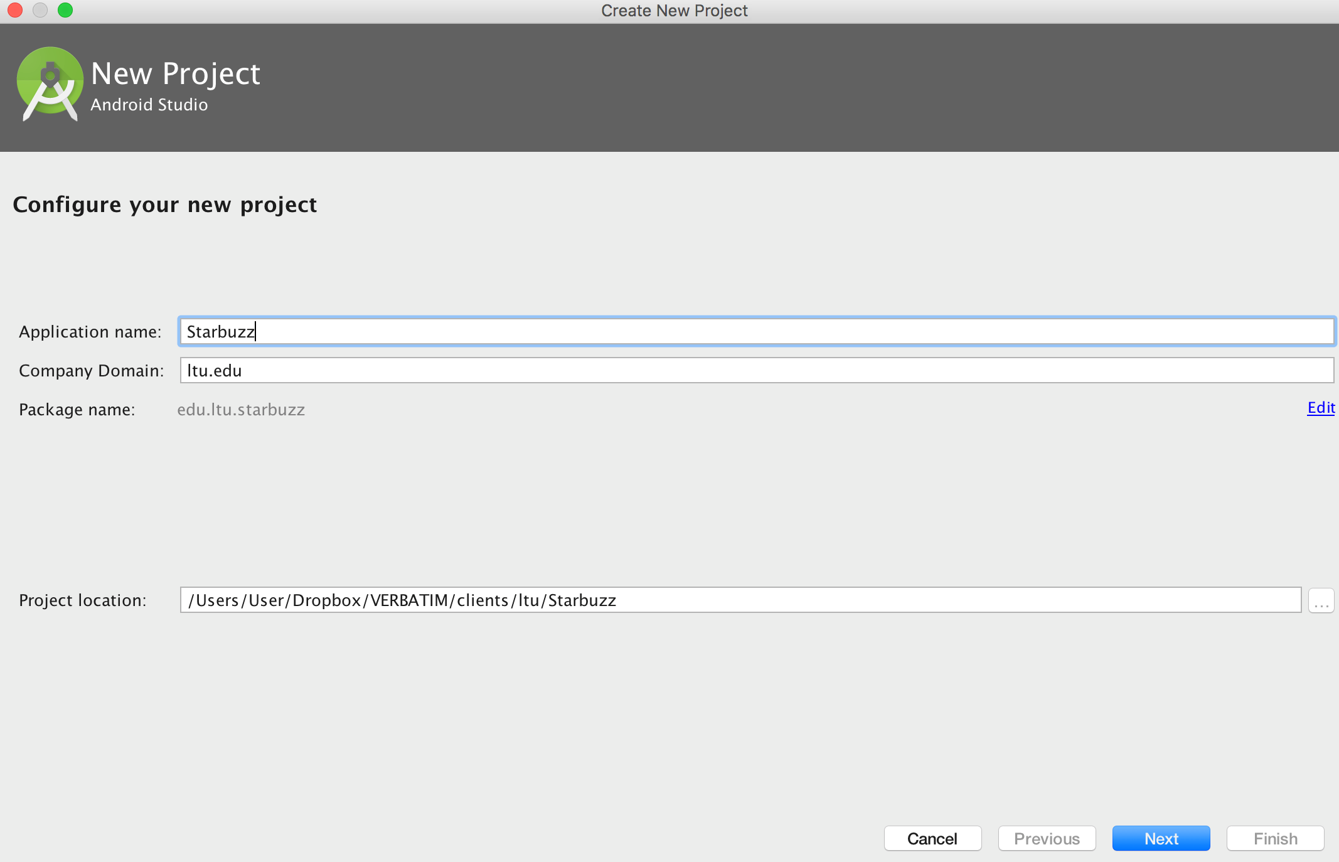 Create New Project
New Project
Android Studio
Configure your new project
Application name: Starbuzz
Company Domain: ltu.edu
Package name: edu.ltu.starbuzz Edit
Project location: /Users/User/Dropbox/VERBATIM/clients/ltu/Starbuzz ...
Cancel Previous Next Finish